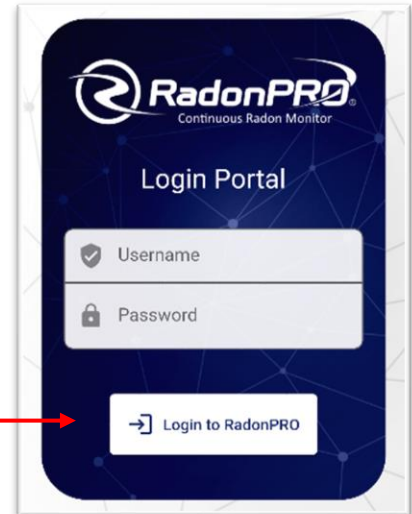 RadonPRO®
Continuous Radon Monitor
Login Portal
Username
Password
Login to RadonPRO